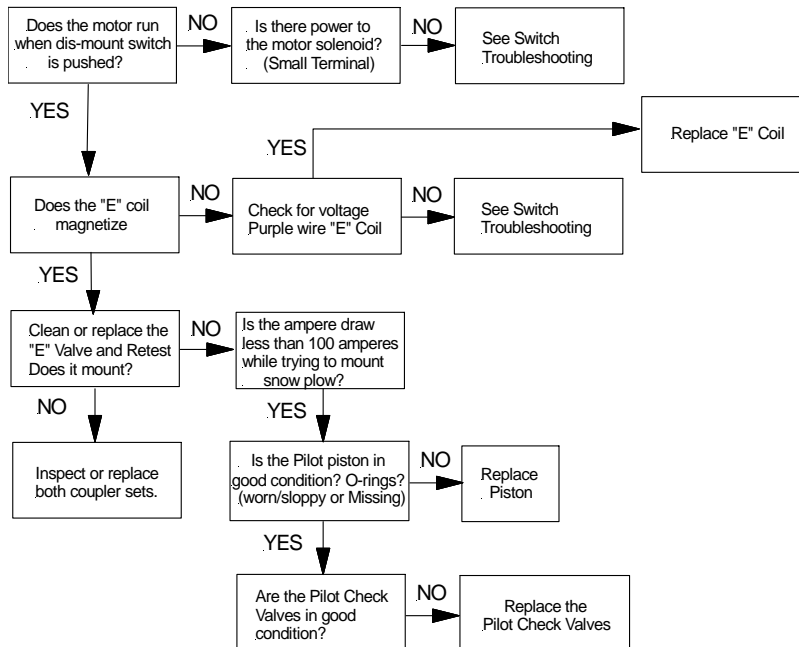 Does the motor run
when dis-mount switch
is pushed?
NO
Is there power to
the motor solenoid?
(Small Terminal)
NO
See Switch
Troubleshooting
YES
YES
Replace "E" Coil
Does the "E" coil
magnetize
NO
Check for voltage
Purple wire "E" Coil
NO
See Switch
Troubleshooting
YES
Clean or replace the
"E" Valve and Retest
Does it mount?
NO
Is the ampere draw
less than 100 amperes
while trying to mount
snow plow?
NO
YES
Inspect or replace
both coupler sets.
Is the Pilot piston in
good condition? O-rings?
(worn/sloppy or Missing)
NO
Replace
Piston
YES
Are the Pilot Check
Valves in good
condition?
NO
Replace the
Pilot Check Valves